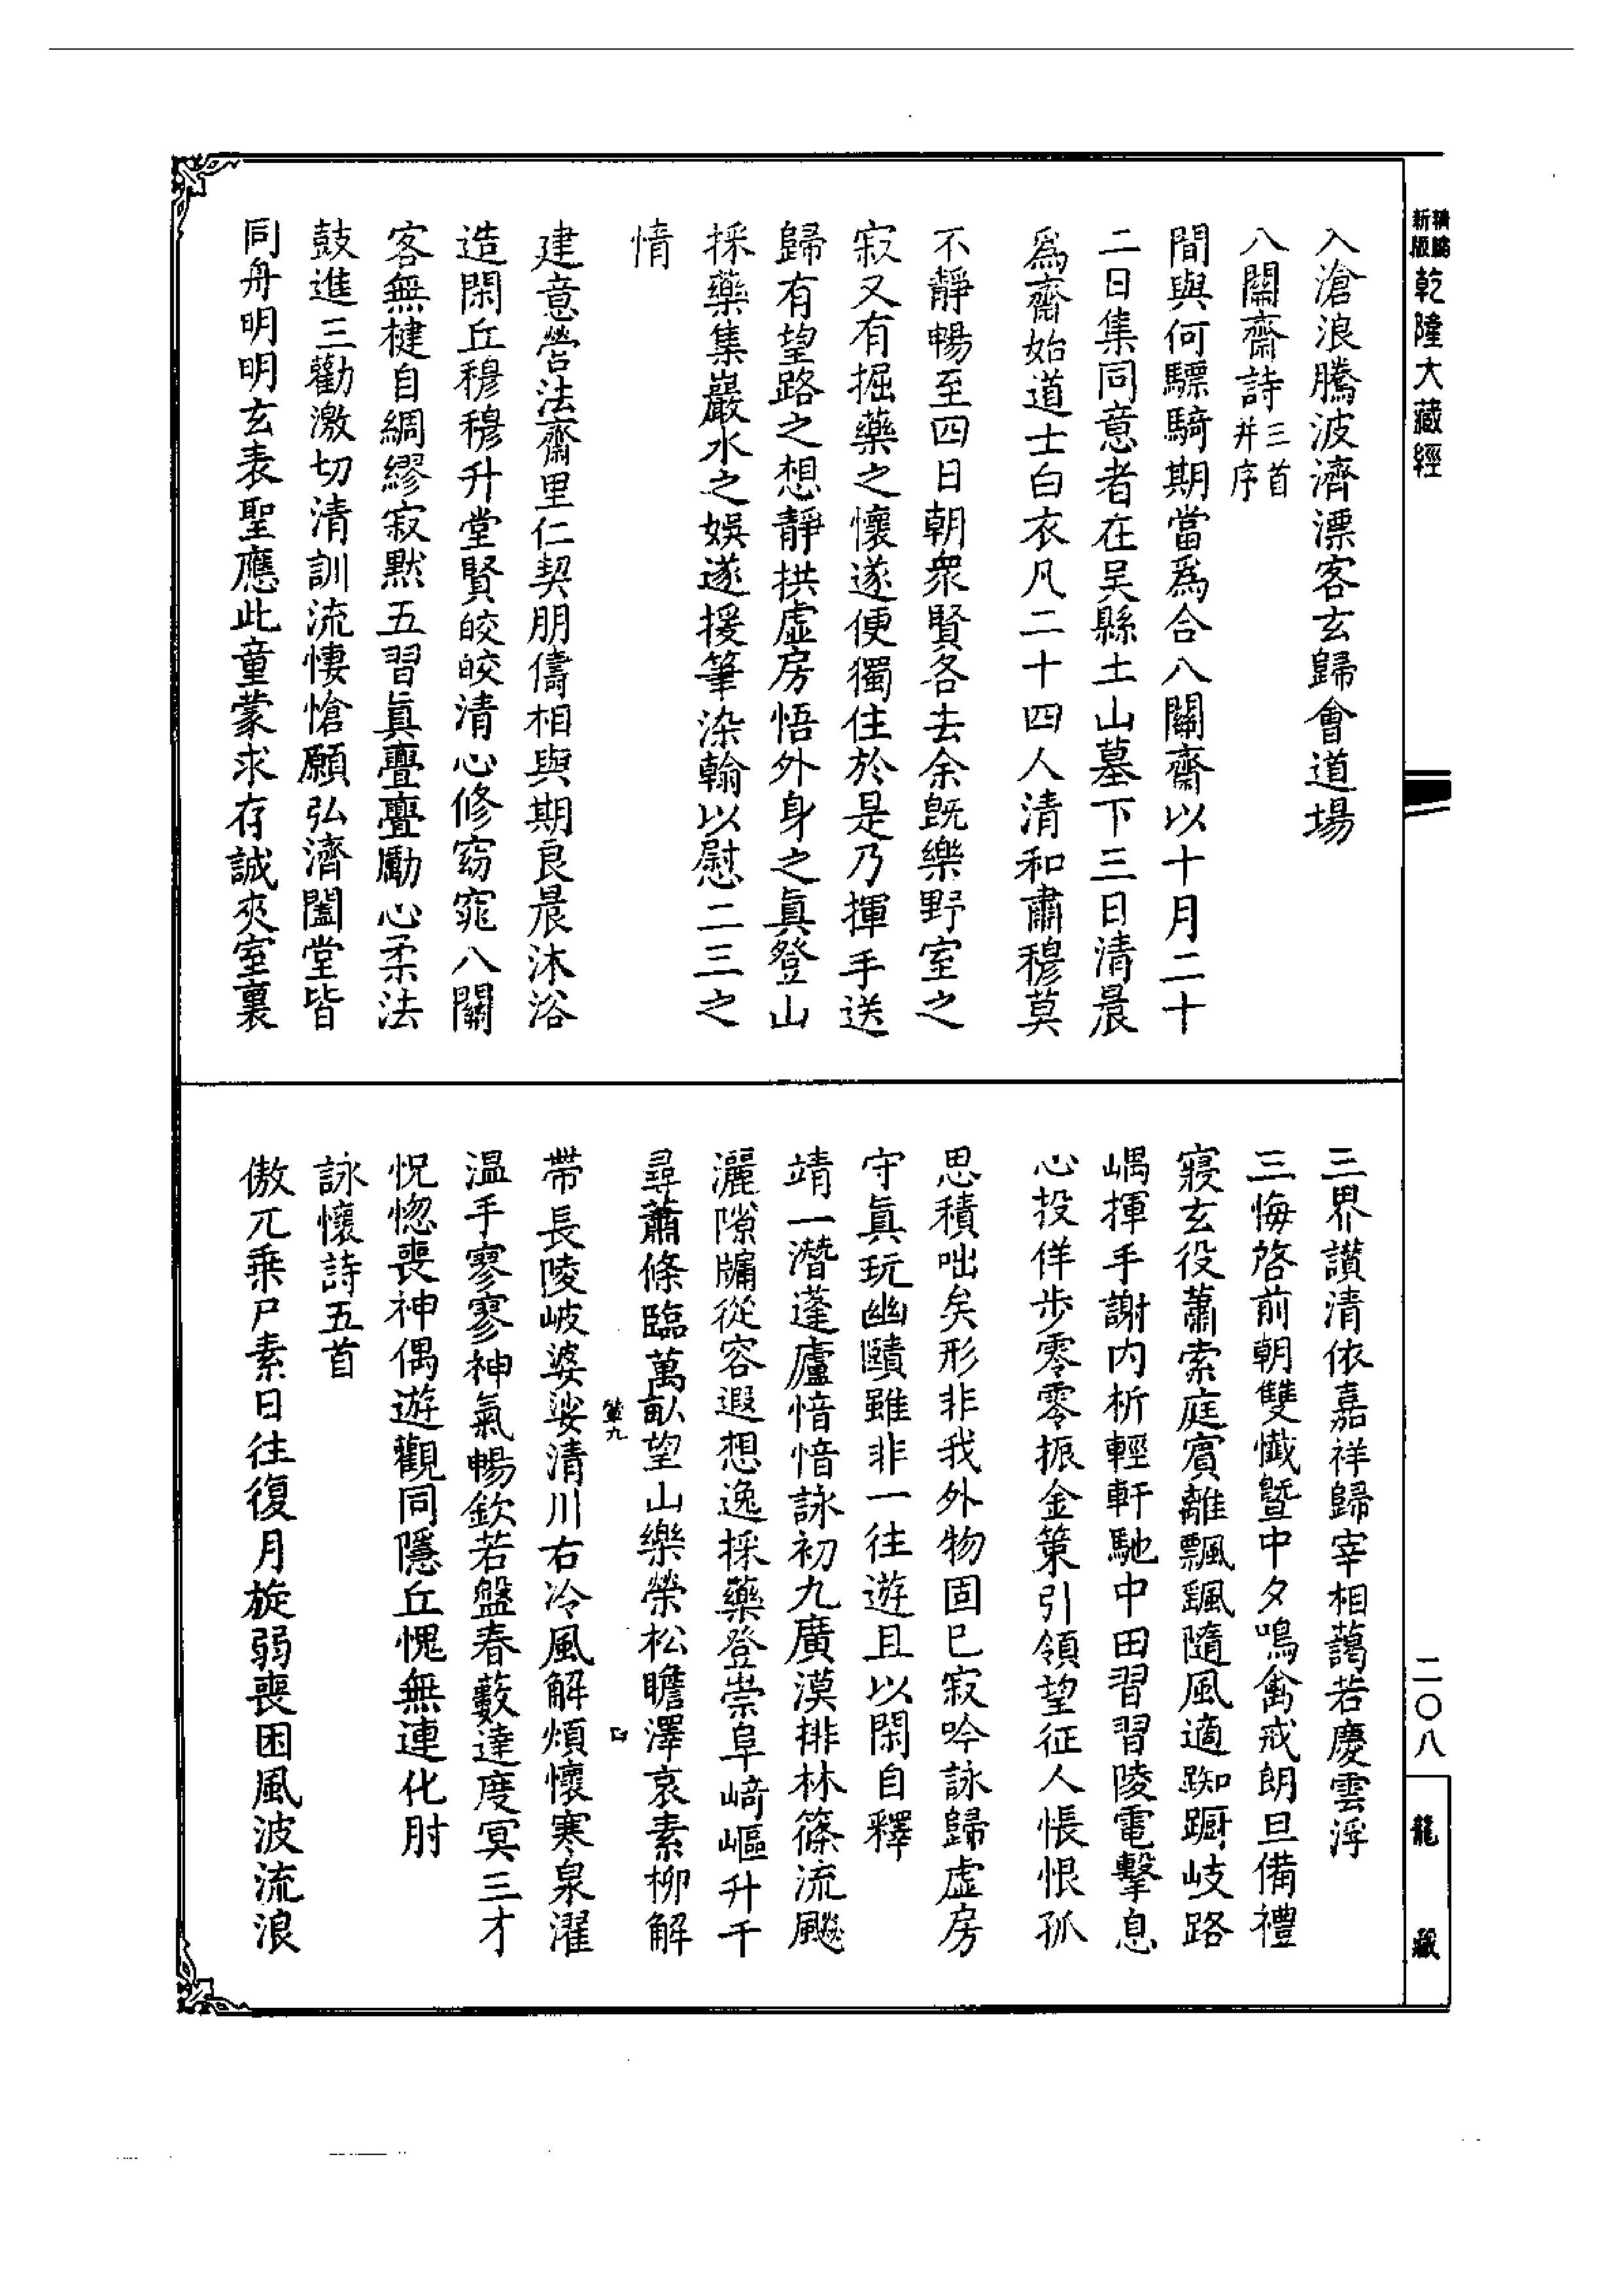 新版精編
乾隆大藏經
入滄浪騰波濟漂客玄歸會道場
八關齋詩三首并序
間與何驃騎期當爲合八關齋以十月二十
二日集同意者在吴縣土山墓下三日清晨
爲齋始道士白衣凡二十四人清和肅穆莫
不靜暢至四日朝衆賢各去余旣樂野室之
寂又有掘藥之懷遂便獨住於是乃揮手送
歸有望路之想靜拱虛房悟外身之眞登山
採藥集巖水之娱遂援筆染翰以慰二三之
情
建意營法齋里仁契朋儔相與期良晨沐浴
造閑丘穆穆升堂賢皎皎清心修窈窕八關
客無楗自綢繆寂默五習眞亹亹勵心柔法
鼓進三勸激切清訓流悽愴願弘濟闔堂皆
同舟明明玄表聖應此童蒙求存誠夾室裏
三界讚清依嘉祥歸宰相藹若慶雲浮
三悔啓前朝雙懺暨中夕鳴禽戒朗旦備禮
寢玄役蕭索庭賓離飄颻隨風適踟蹰岐路
嵎揮手謝内析輕軒馳中田習習陵電擊息
心投佯步零零振金策引領望征人悵恨孤
思積咄矣形非我外物固已寂吟詠歸虛房
守眞玩幽賾雖非一往遊且以閑自釋
靖一潛蓬廬愔愔詠初九廣漠排林篠流飈
灑隙牖從容遐想逸採藥登崇阜崎嶇升千
尋蕭條臨萬畝望山樂榮松瞻澤哀素柳解
帶長陵岐婆娑清川右冷風解煩懷寒泉濯
溫手寥寥神氣暢欽若盤春藪達度冥三才
怳惚喪神偶遊觀同隱丘愧無連化肘
詠懷詩五首
傲兀乗尸素日往復月旋弱喪困風波流浪
二〇八
龍藏